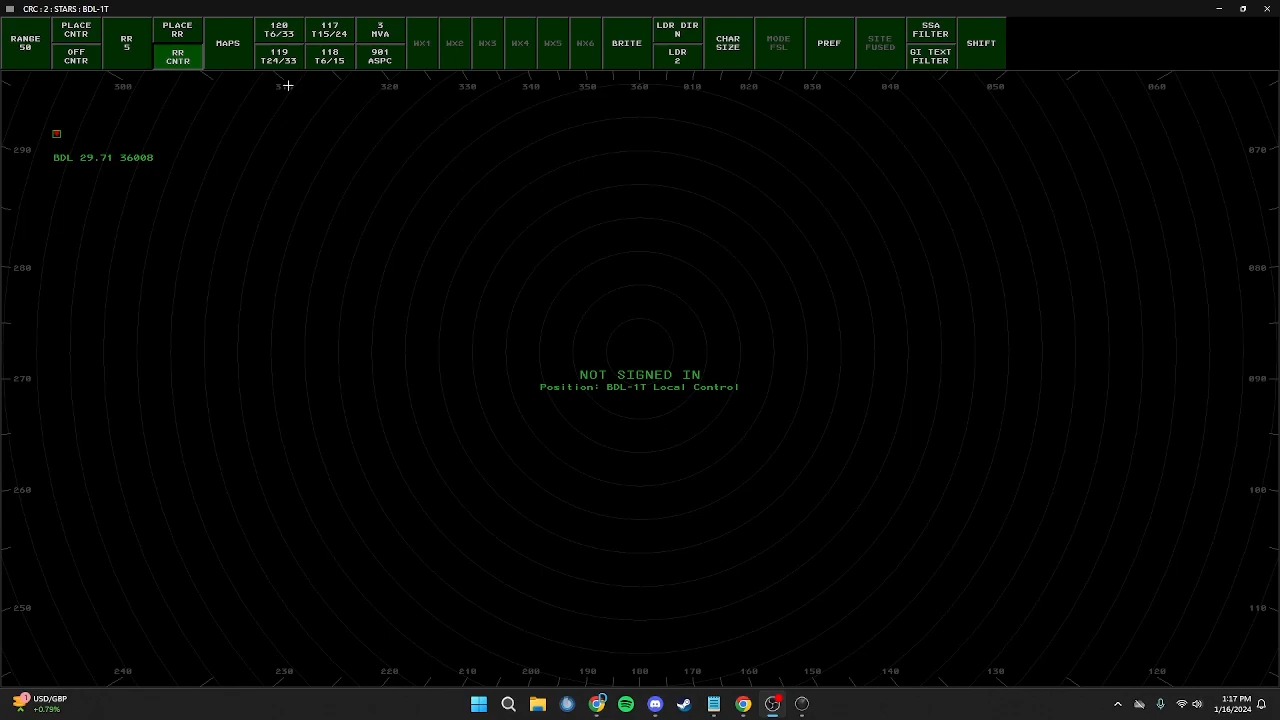 CRC : 2 : STARS : BDL-1T
RANGE
50
PLACE
CNTR
OFF
CNTR
RR
5
PLACE
RR
RR
CNTR
MAPS
120
T6/33
119
T24/33
117
T15/24
118
T6/15
3
MVA
901
ASPC
WX1
WX2
WX3
WX4
WX5
WX6
BRITE
LDR DIR
N
LDR
2
CHAR
SIZE
MODE
FSL
PREF
SITE
FUSED
SSA
FILTER
GI TEXT
FILTER
SHIFT
300
320
330
340
350
360
010
020
030
040
050
060
290
070
BDL 29.71 36008
280
080
NOT SIGNED IN
270
Position: BDL-1T Local Control
090
260
100
250
110
240
230
220
210
200
190
180
170
160
150
140
130
120
USD/GBP
+0.79%
1:17 PM
1/16/2024